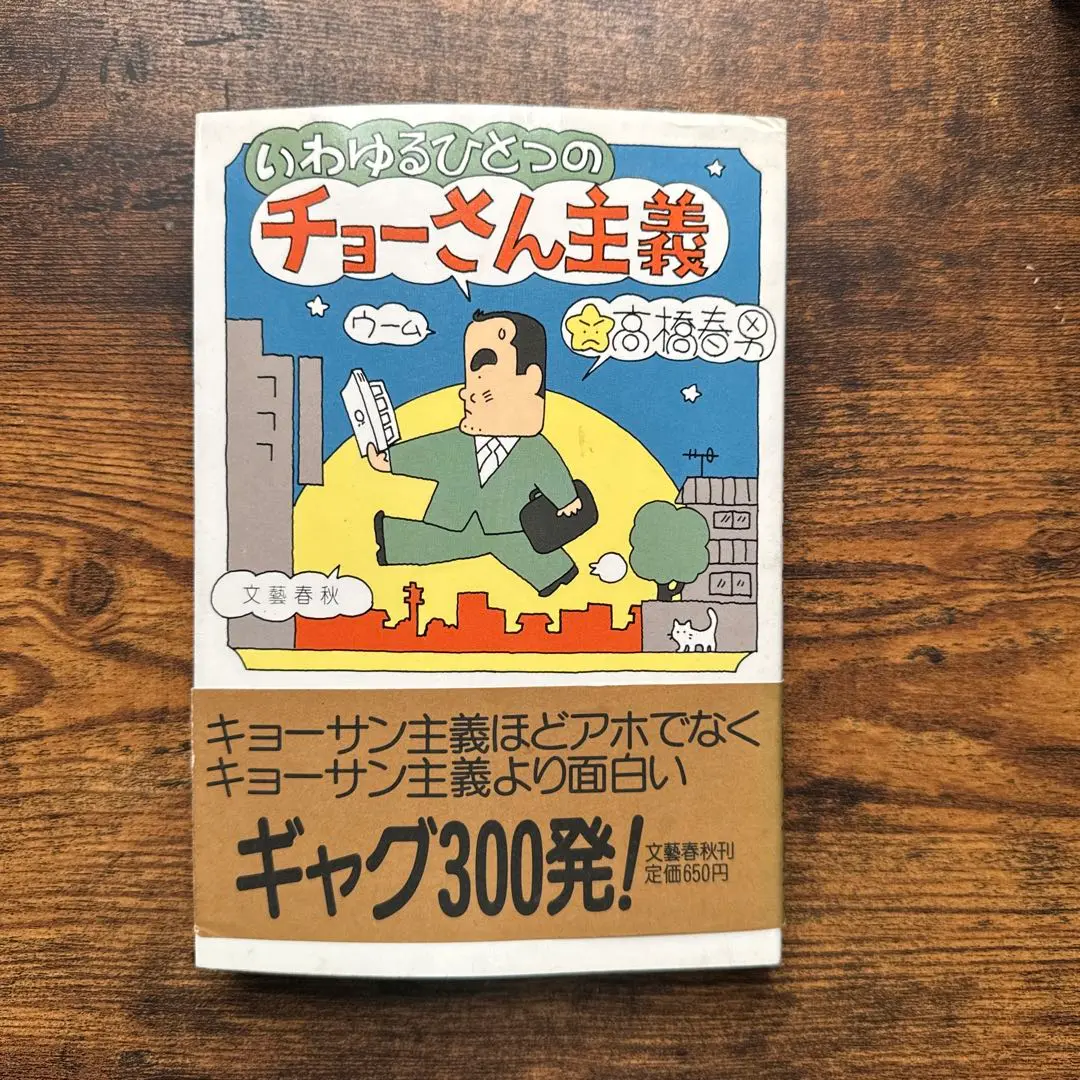 いわゆるひとつの
チョーさん主義
ウーム
高橋春男
文藝春秋
キョーサン主義ほどアホでなく
キョーサン主義より面白い
ギャグ300発!
文藝春秋刊
定価650円